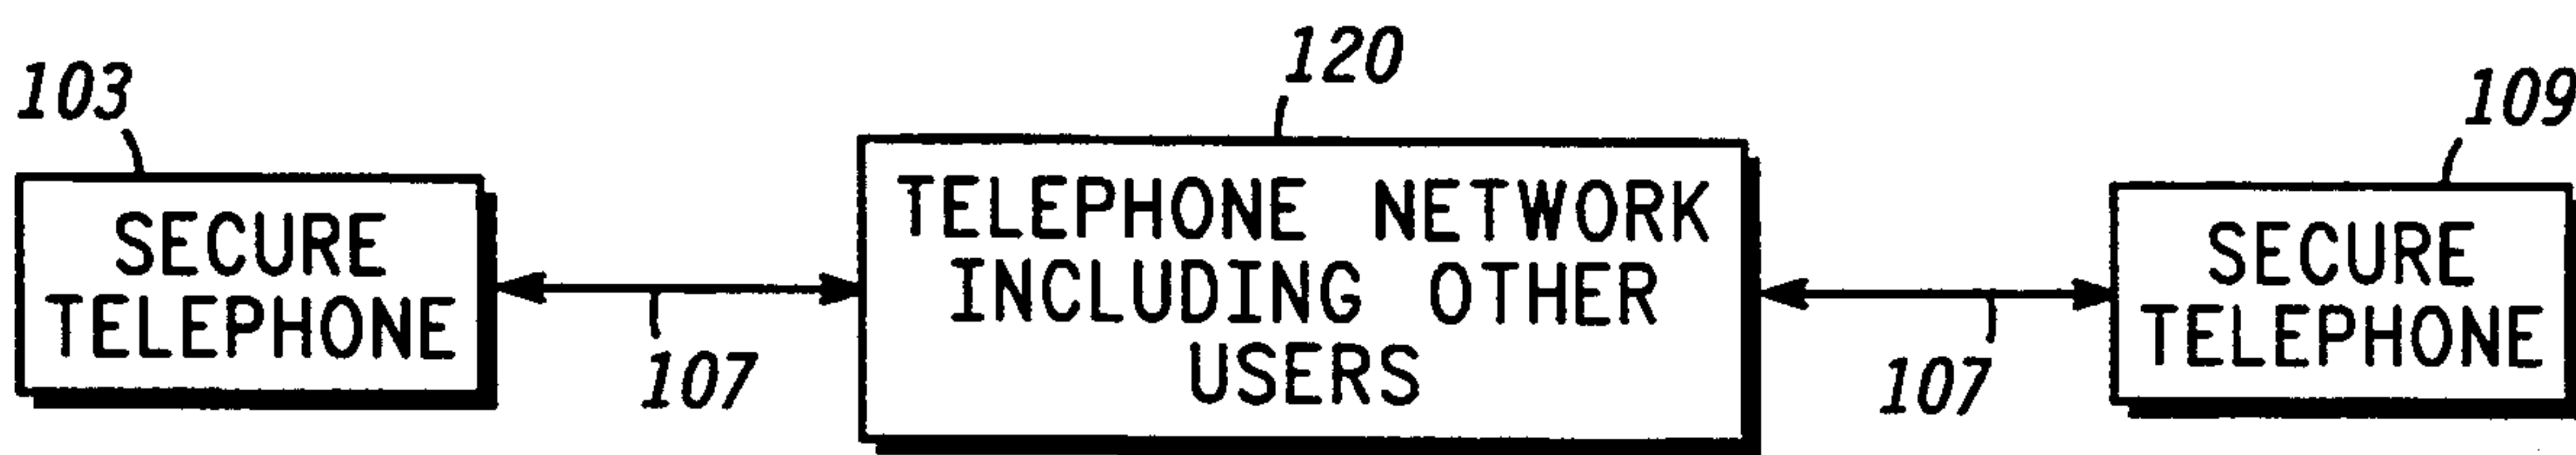 103
120
109
SECURE
TELEPHONE
TELEPHONE NETWORK
INCLUDING OTHER
USERS
SECURE
TELEPHONE
107
107